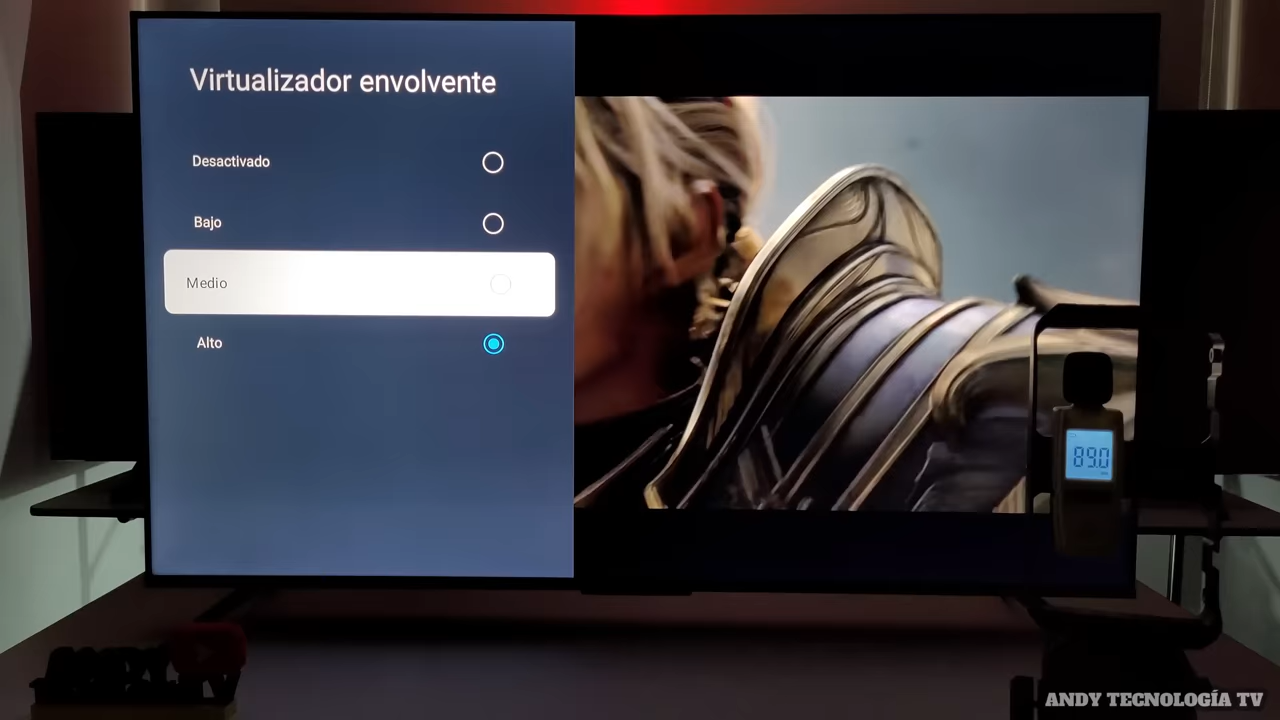 Virtualizador envolvente
Desactivado
Bajo
Medio
Alto
89.0
ANDY TECNOLOGÍA TV